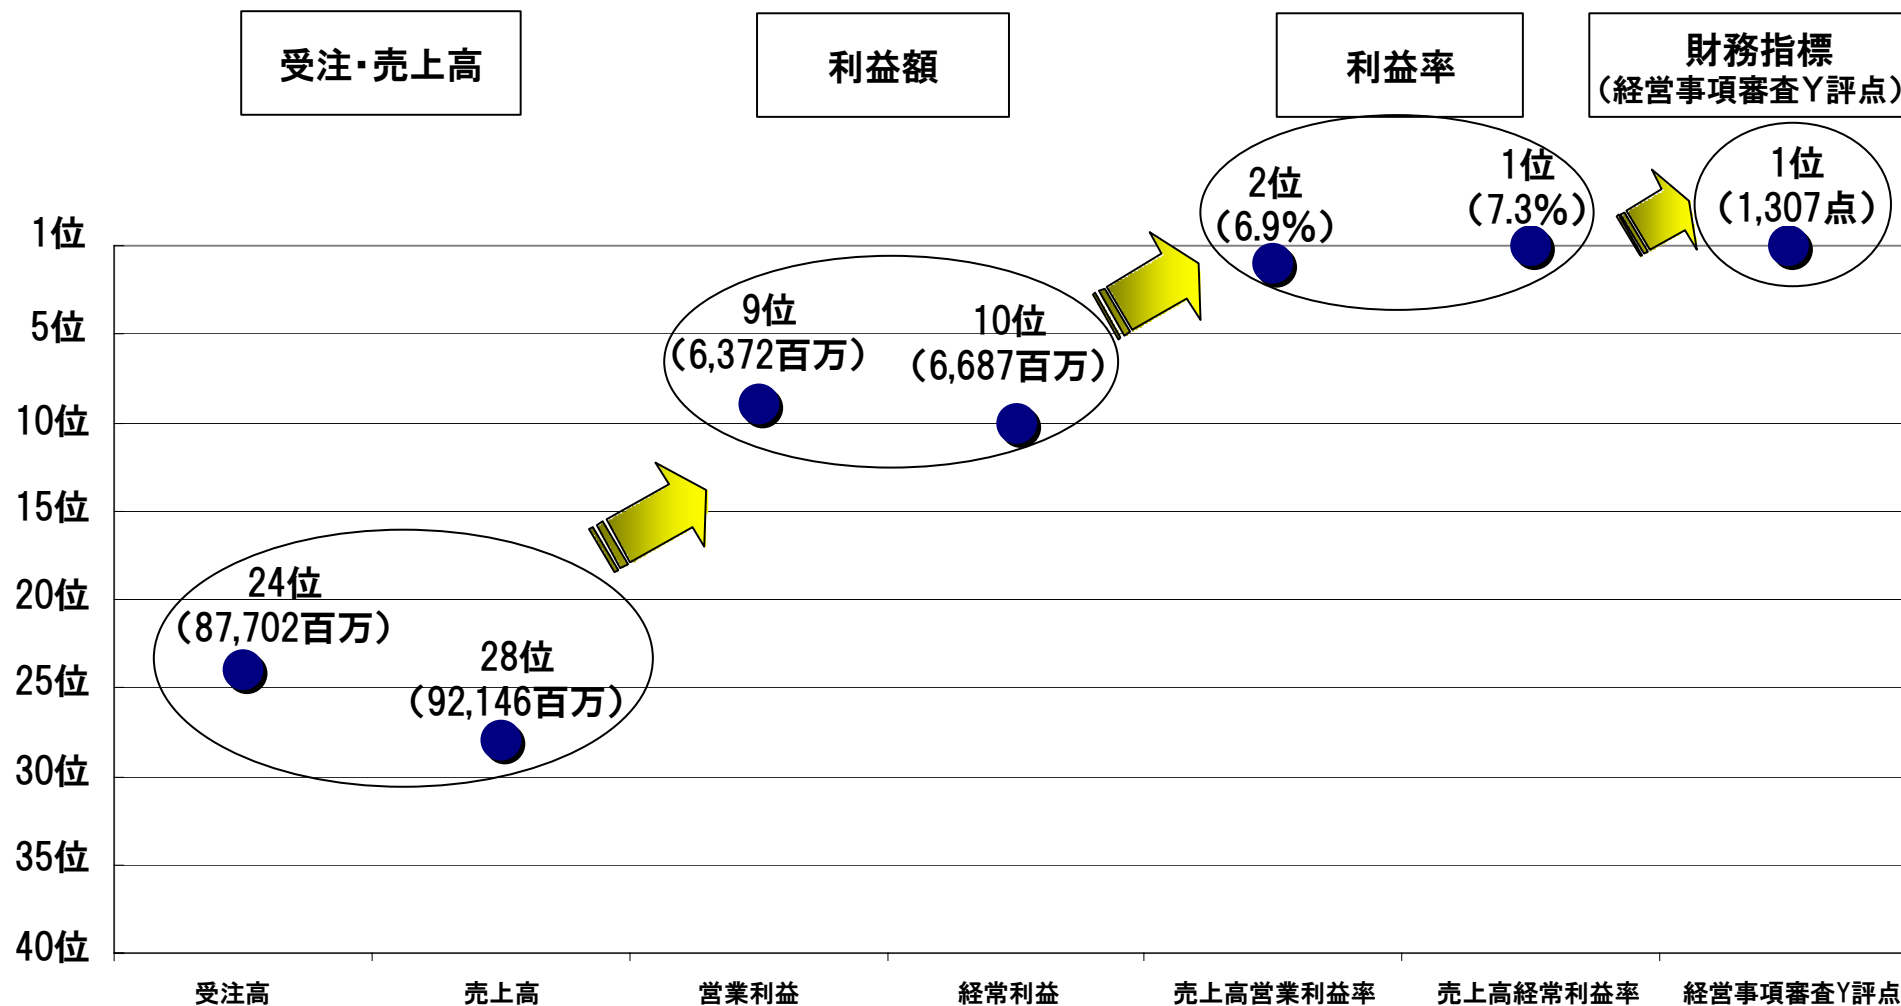 受注・売上高
利益額
利益率
財務指標
（経営事項審査Y評点）
1位
5位
10位
15位
20位
25位
30位
35位
40位
24位
（87,702百万）
28位
（92,146百万）
9位
（6,372百万）
10位
（6,687百万）
2位
（6.9%）
1位
（7.3%）
1位
（1,307点）
受注高
売上高
営業利益
経常利益
売上高営業利益率
売上高経常利益率
経営事項審査Y評点